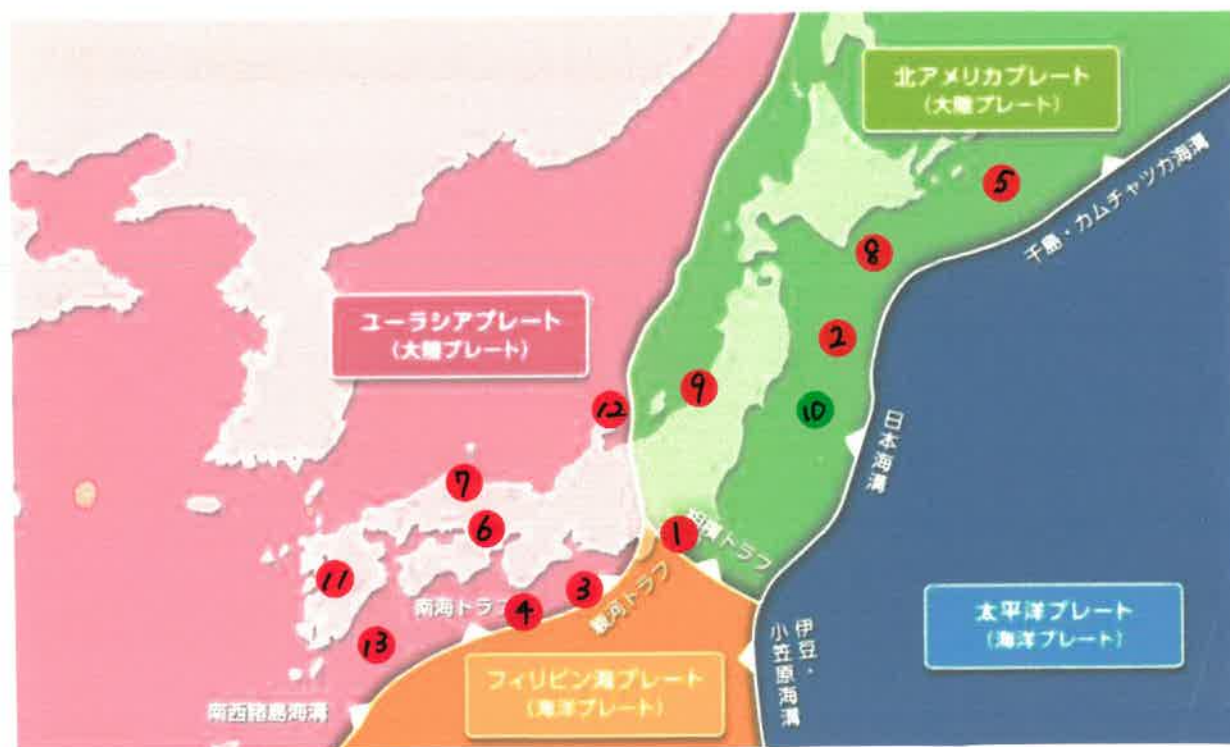 北アメリカプレート
(大陸プレート)
5
千島・カムチャツカ海溝
8
ユーラシアプレート
(大陸プレート)
2
9
12
10
日本海溝
7
6
1
相模トラフ
11
3
4
南海トラフ
駿河トラフ
13
太平洋プレート
(海洋プレート)
伊豆・
小笠原海溝
フィリピン海プレート
(海洋プレート)
南西諸島海溝